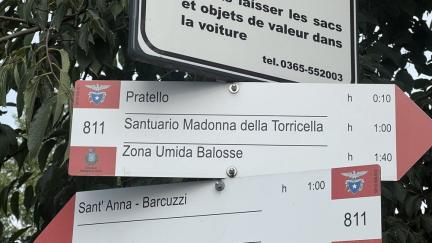 laisser les sacs
et objets de valeur dans
la voiture
tel. 0365-552003
Pratello h 0:10
811 Santuario Madonna della Torricella h 1:00
Zona Umida Balosse h 1:40
Sant'Anna - Barcuzzi h 1:00
811